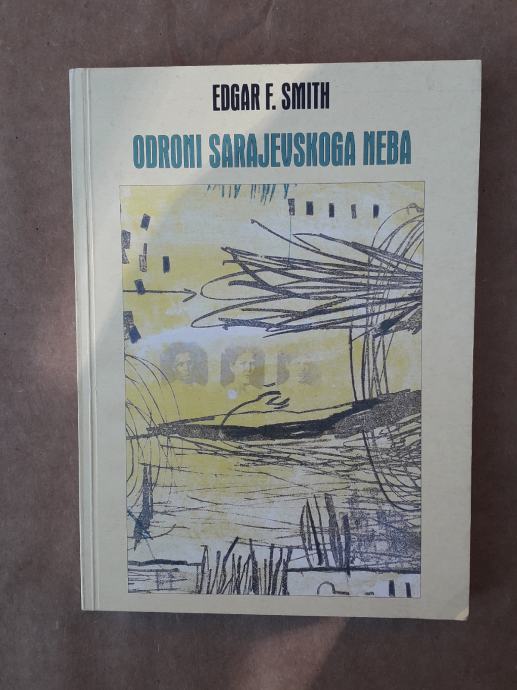 EDGAR F. SMITH
ODRONI SARAJEVSKOGA NEBA